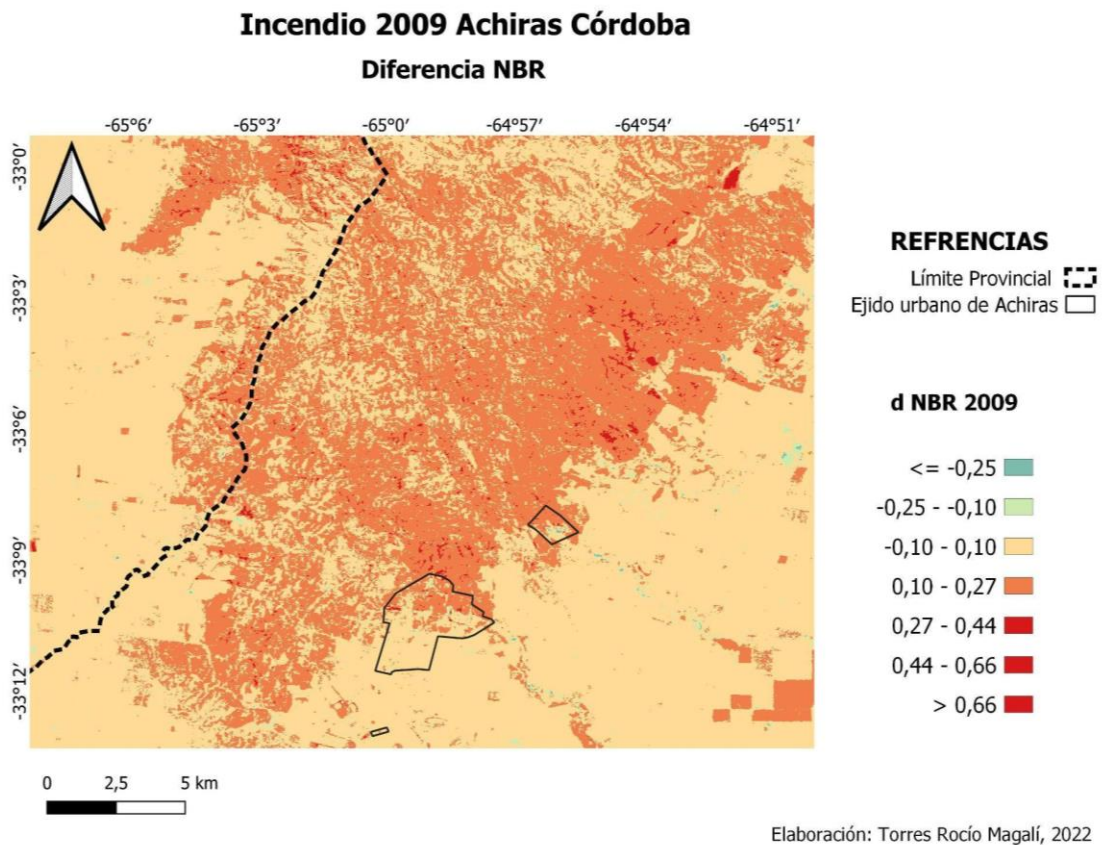 Incendio 2009 Achiras Córdoba
Diferencia NBR
-65°6′ -65°3′ -65°0′ -64°57′ -64°54′ -64°51′
-33°0′
-33°3′
-33°6′
-33°9′
-33°12′
REFRENCIAS
Límite Provincial
Ejido urbano de Achiras
d NBR 2009
<= -0,25
-0,25 - -0,10
-0,10 - 0,10
0,10 - 0,27
0,27 - 0,44
0,44 - 0,66
> 0,66
0 2,5 5 km
Elaboración: Torres Rocío Magalí, 2022